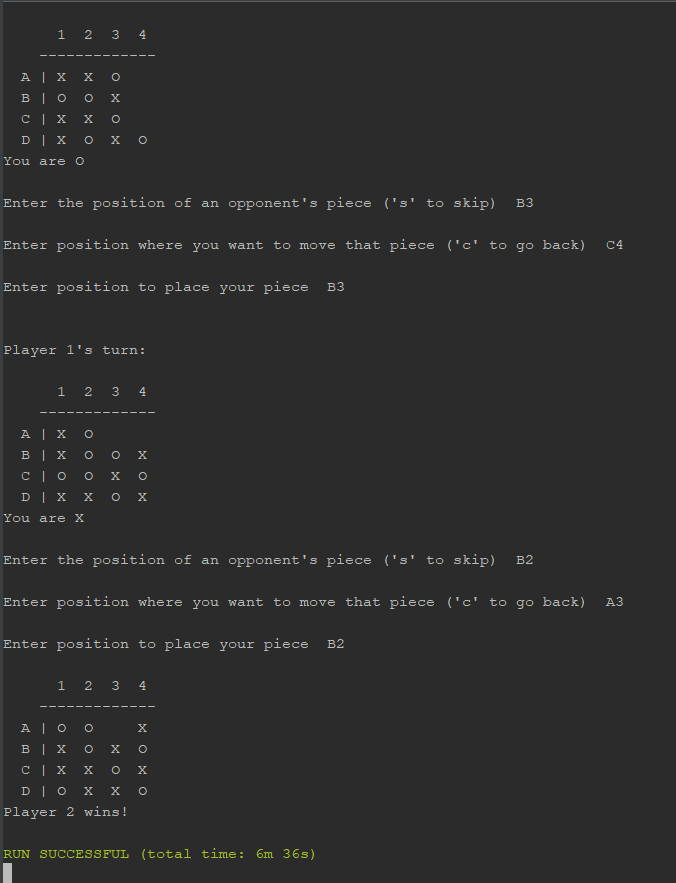 1 2 3 4
-------------
A | X X O
B | O O X
C | X X O
D | X O X O
You are O
Enter the position of an opponent's piece ('s' to skip) B3
Enter position where you want to move that piece ('c' to go back) C4
Enter position to place your piece B3
Player 1's turn:
1 2 3 4
-------------
A | X O
B | X O O X
C | O O X O
D | X X O X
You are X
Enter the position of an opponent's piece ('s' to skip) B2
Enter position where you want to move that piece ('c' to go back) A3
Enter position to place your piece B2
1 2 3 4
-------------
A | O O   X
B | X O X O
C | X X O X
D | O X X O
Player 2 wins!
RUN SUCCESSFUL (total time: 6m 36s)